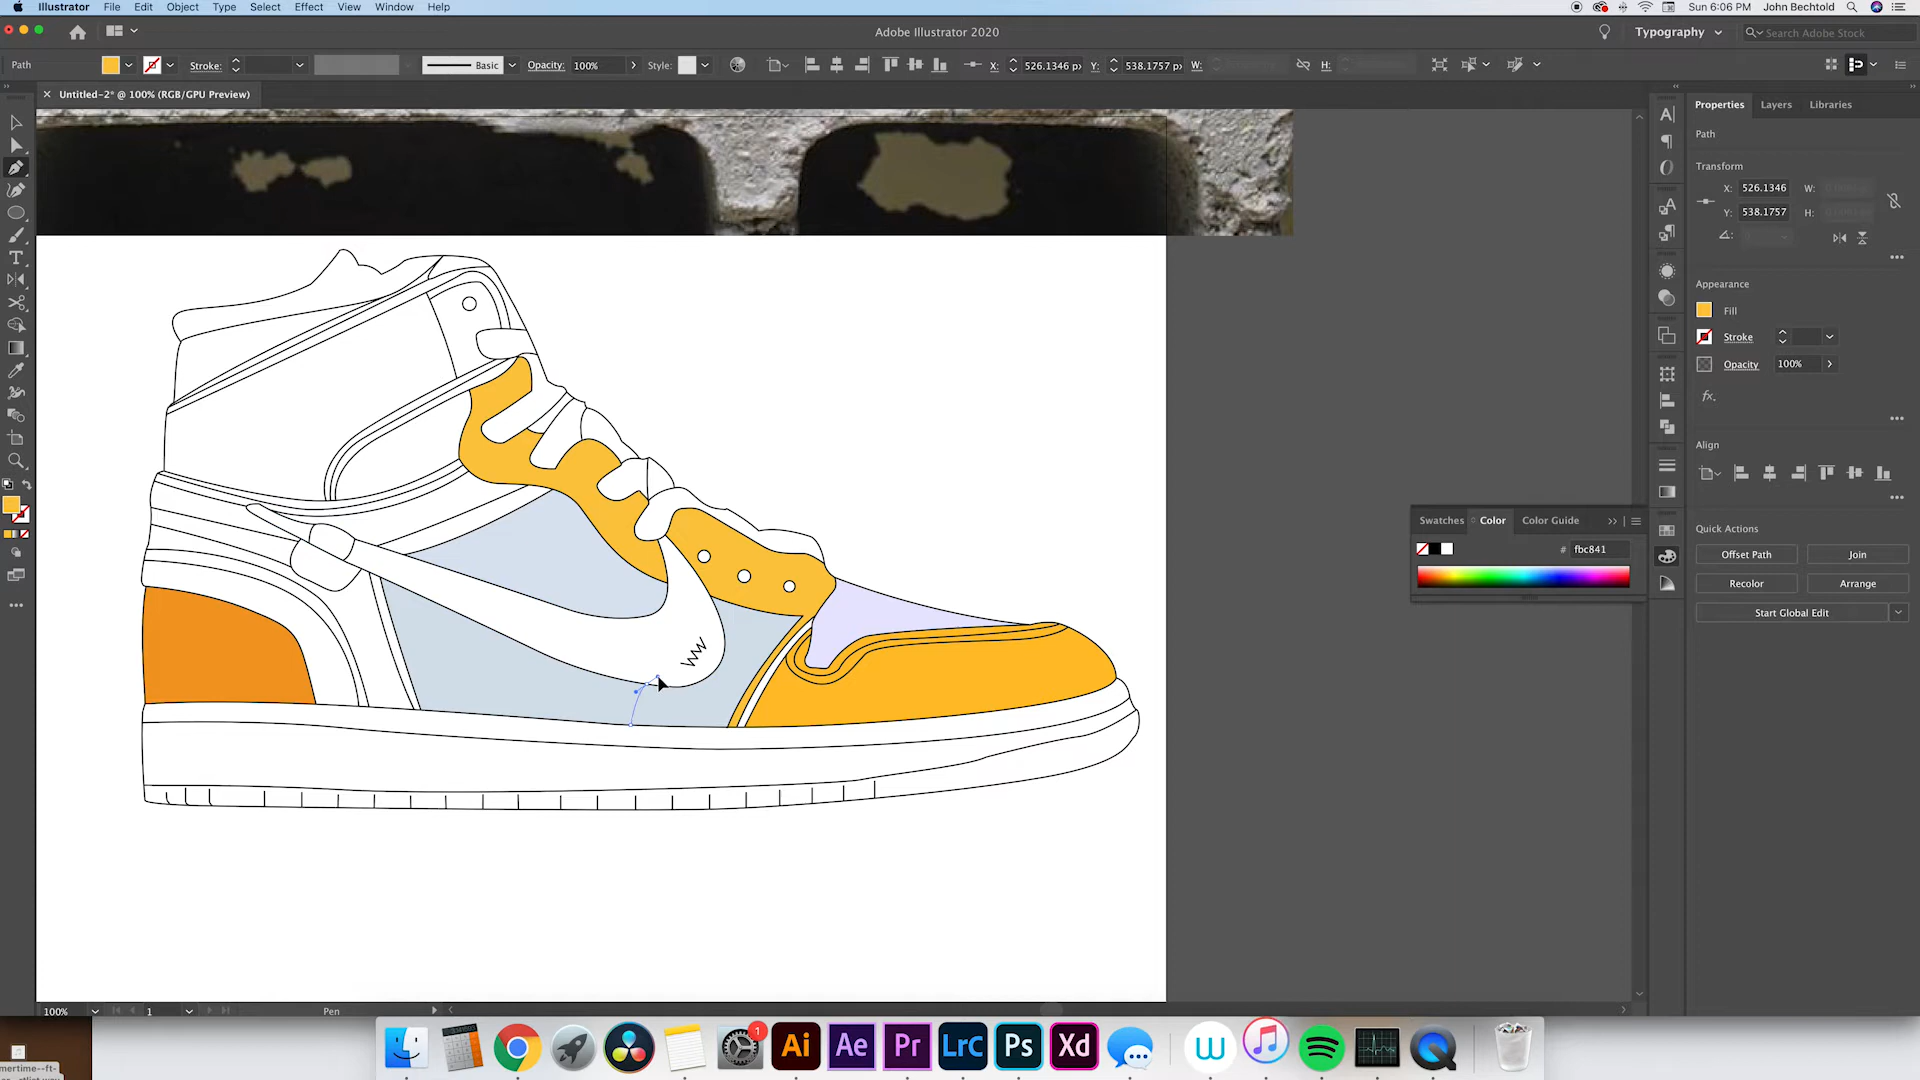 Illustrator File Edit Object Type Select Effect View Window Help
Sun 6:06 PM John Bechtold
Adobe Illustrator 2020
Typography
Search Adobe Stock
Path
Stroke:
Basic
Opacity: 100%
Style:
X: 526.1346 p
Y: 538.1757 p
W:
H:
Untitled-2* @ 100% (RGB/GPU Preview)
Properties Layers Libraries
Path
Transform
X: 526.1346 W:
Y: 538.1757 H:
Appearance
Fill
Stroke
Opacity 100%
fx.
Align
Quick Actions
Offset Path Join
Recolor Arrange
Start Global Edit
Swatches Color Color Guide
# fbc841
100%
1
Pen
1
Ai Ae Pr LrC Ps Xd